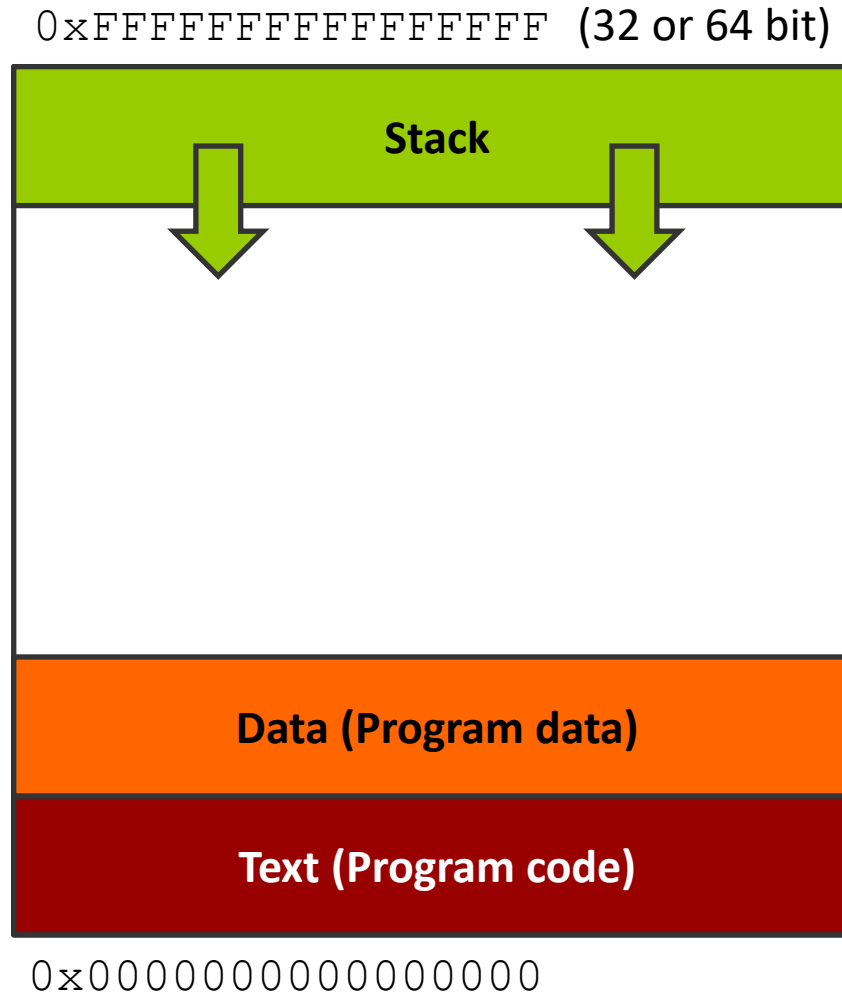 0xFFFFFFFFFFFFFFFF (32 or 64 bit)
Stack
Data (Program data)
Text (Program code)
0x0000000000000000